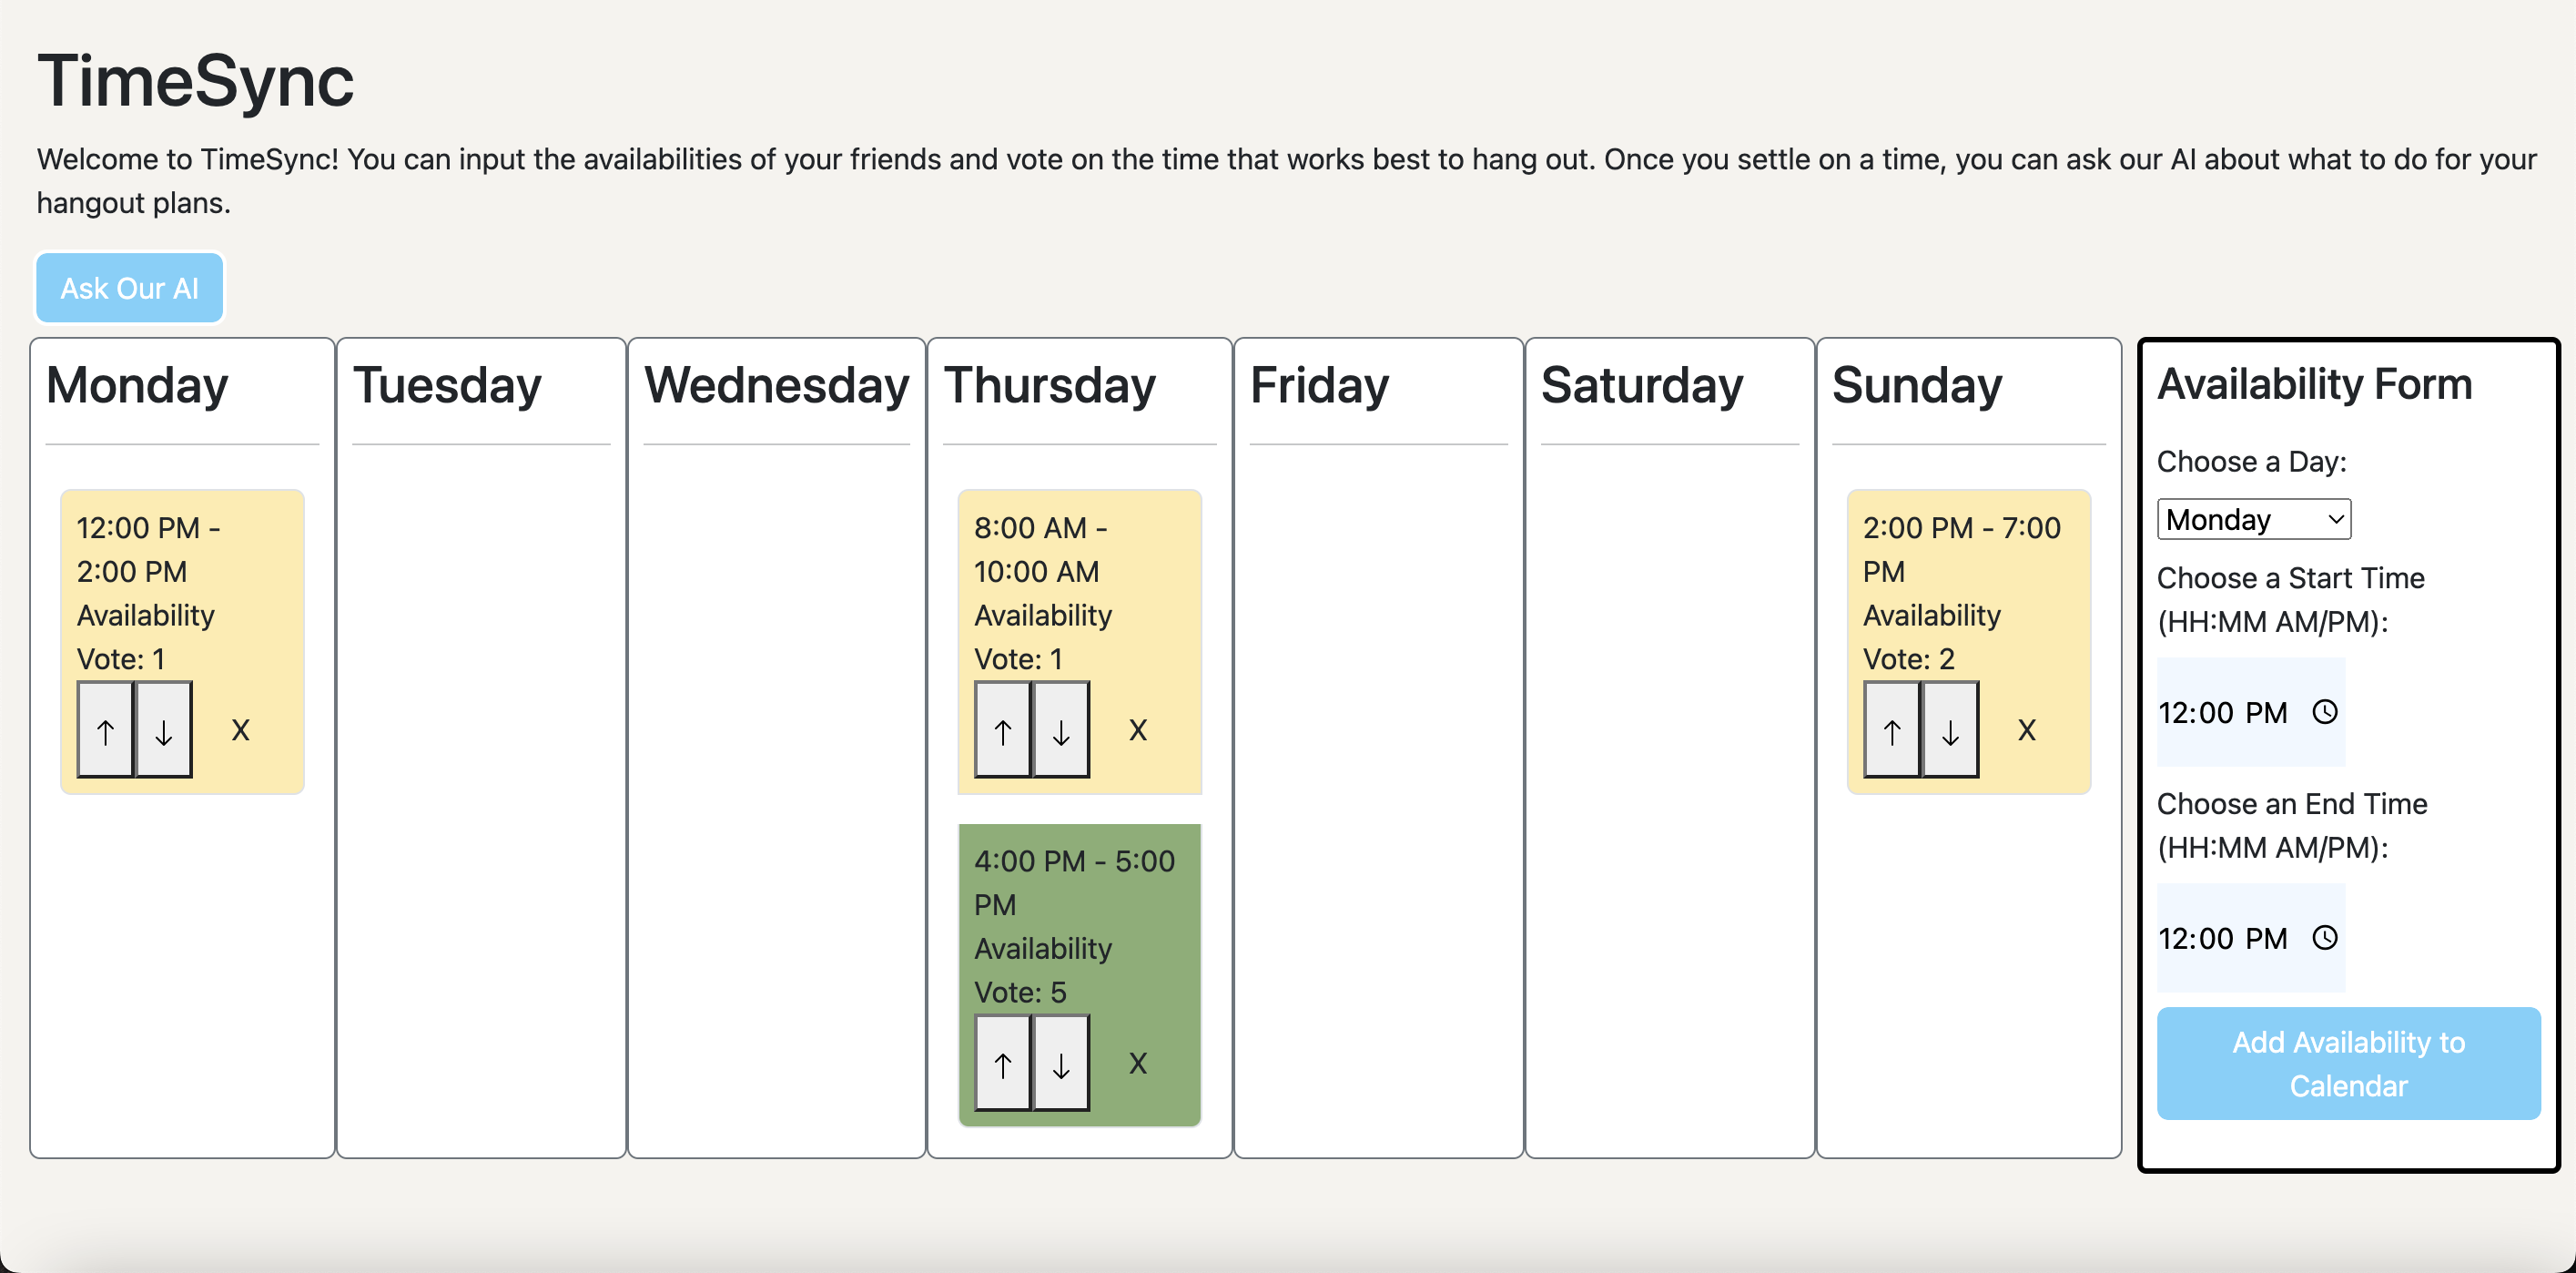 TimeSync
Welcome to TimeSync! You can input the availabilities of your friends and vote on the time that works best to hang out. Once you settle on a time, you can ask our AI about what to do for your
hangout plans.
Ask Our AI
Monday
12:00 PM -
2:00 PM
Availability
Vote: 1
↑ ↓ X
Tuesday
Wednesday
Thursday
8:00 AM -
10:00 AM
Availability
Vote: 1
↑ ↓ X
4:00 PM - 5:00
PM
Availability
Vote: 5
↑ ↓ X
Friday
Saturday
Sunday
2:00 PM - 7:00
PM
Availability
Vote: 2
↑ ↓ X
Availability Form
Choose a Day:
Monday
Choose a Start Time
(HH:MM AM/PM):
12:00 PM
Choose an End Time
(HH:MM AM/PM):
12:00 PM
Add Availability to
Calendar